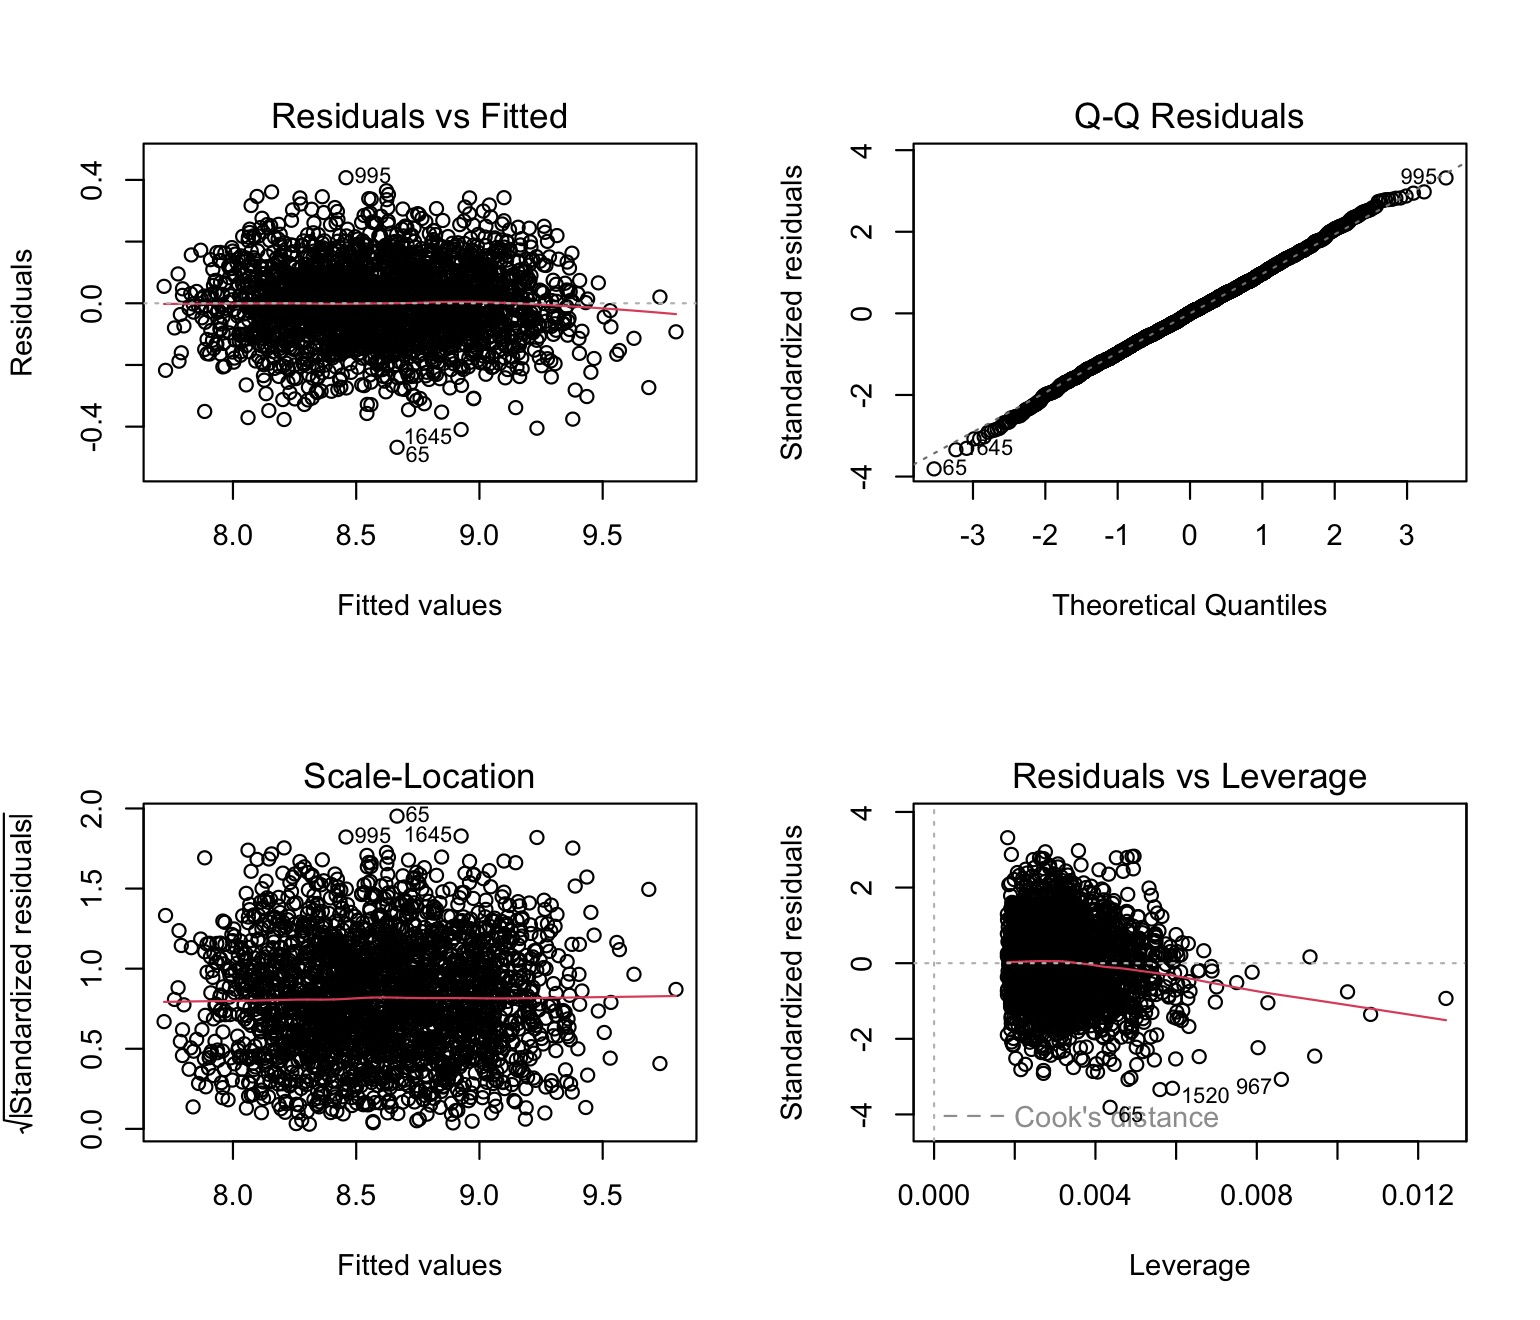 Residuals vs Fitted
Residuals
-0.4
0.0
0.4
995
1645
65
8.0 8.5 9.0 9.5
Fitted values
Q-Q Residuals
Standardized residuals
-4
-2
0
2
4
995
1645
65
-3 -2 -1 0 1 2 3
Theoretical Quantiles
Scale-Location
√|Standardized residuals|
0.0
0.5
1.0
1.5
2.0
65
995
1645
8.0 8.5 9.0 9.5
Fitted values
Residuals vs Leverage
Standardized residuals
-4
-2
0
2
4
1520
967
65
Cook's distance
0.000 0.004 0.008 0.012
Leverage